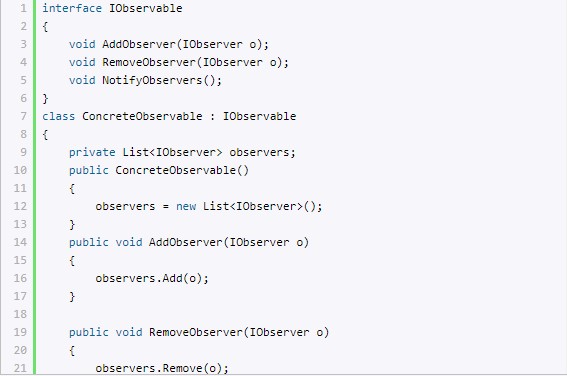 1 interface IObservable
2 {
3     void AddObserver(IObserver o);
4     void RemoveObserver(IObserver o);
5     void NotifyObservers();
6 }
7 class ConcreteObservable : IObservable
8 {
9     private List<IObserver> observers;
10     public ConcreteObservable()
11     {
12         observers = new List<IObserver>();
13     }
14     public void AddObserver(IObserver o)
15     {
16         observers.Add(o);
17     }
18
19     public void RemoveObserver(IObserver o)
20     {
21         observers.Remove(o);